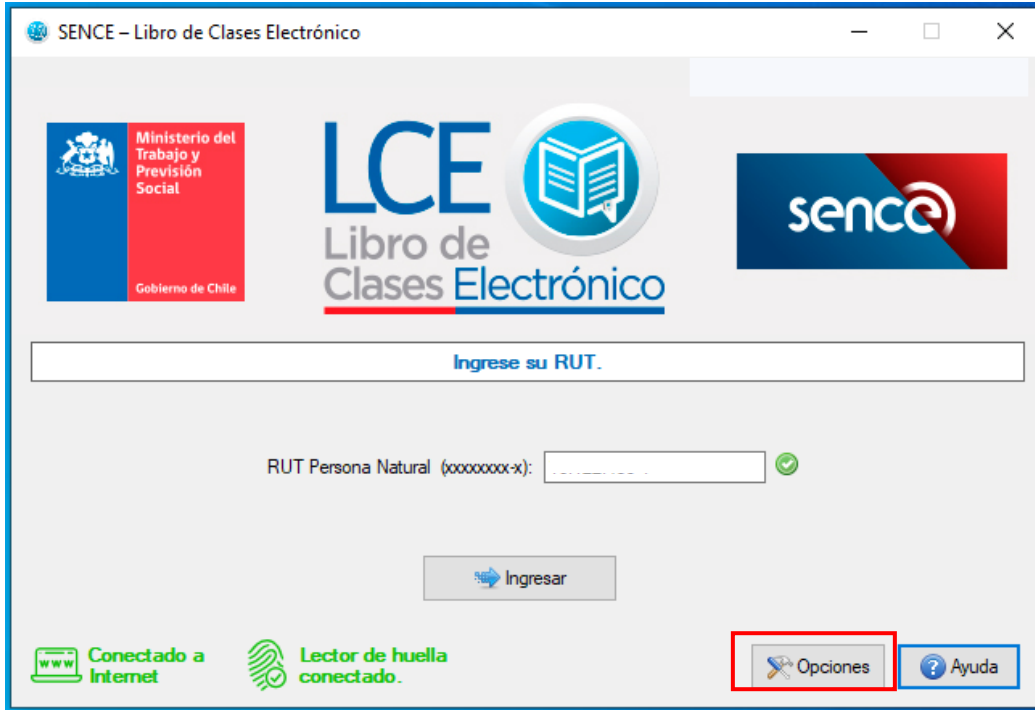 SENCE – Libro de Clases Electrónico
Ministerio del
Trabajo y
Previsión
Social
Gobierno de Chile
LCE
Libro de
Clases Electrónico
sence
Ingrese su RUT.
RUT Persona Natural (xxxxxxxx-x):
Ingresar
www
Conectado a
Internet
Lector de huella
conectado.
Opciones
? Ayuda